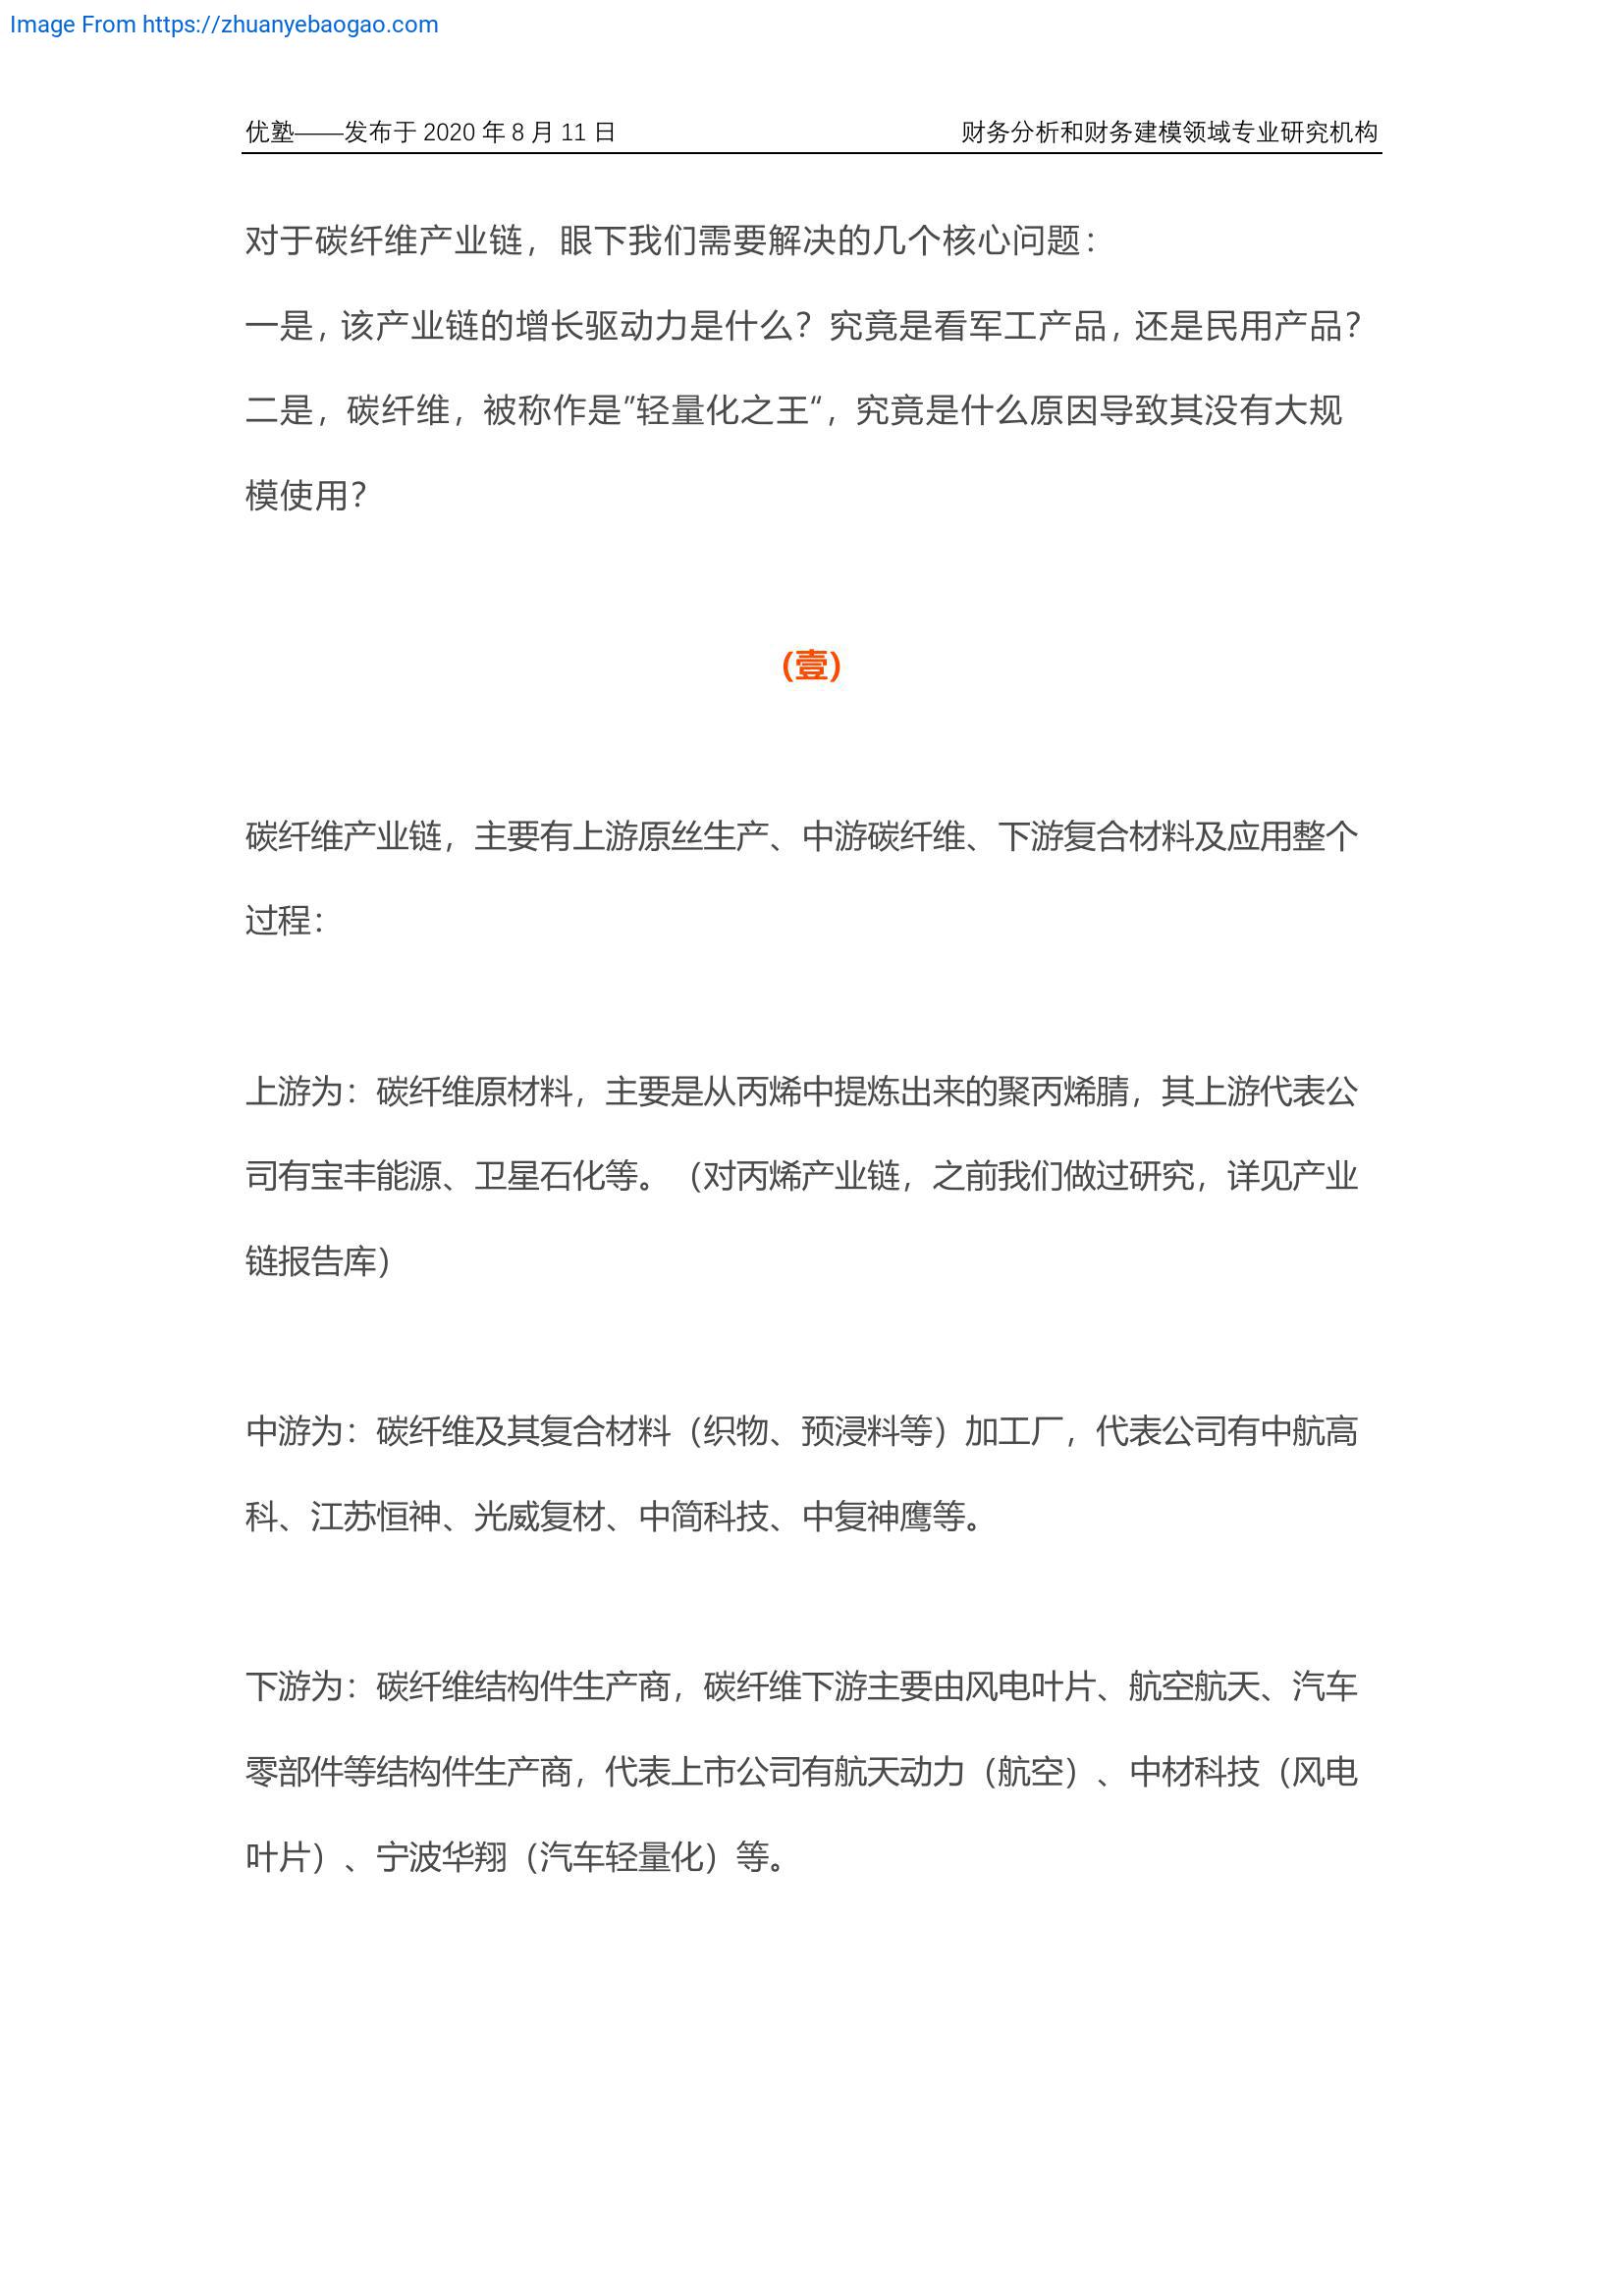 Image From https://zhuanyebaogao.com
优塾——发布于 2020 年 8 月 11 日 财务分析和财务建模领域专业研究机构
对于碳纤维产业链，眼下我们需要解决的几个核心问题：
一是，该产业链的增长驱动力是什么？究竟是看军工产品，还是民用产品？
二是，碳纤维，被称作是”轻量化之王“，究竟是什么原因导致其没有大规
模使用？
(壹)
碳纤维产业链，主要有上游原丝生产、中游碳纤维、下游复合材料及应用整个
过程：
上游为：碳纤维原材料，主要是从丙烯中提炼出来的聚丙烯腈，其上游代表公
司有宝丰能源、卫星石化等。（对丙烯产业链，之前我们做过研究，详见产业
链报告库）
中游为：碳纤维及其复合材料（织物、预浸料等）加工厂，代表公司有中航高
科、江苏恒神、光威复材、中简科技、中复神鹰等。
下游为：碳纤维结构件生产商，碳纤维下游主要由风电叶片、航空航天、汽车
零部件等结构件生产商，代表上市公司有航天动力（航空）、中材科技（风电
叶片）、宁波华翔（汽车轻量化）等。